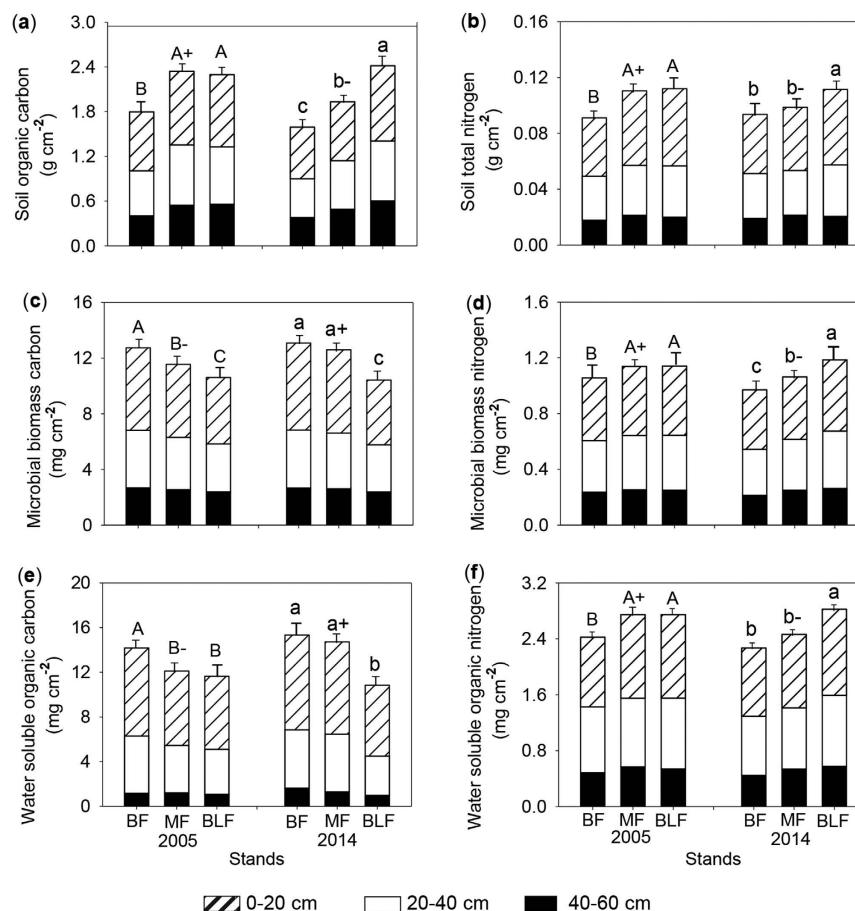 (a)
Soil organic carbon
(g cm⁻²)
3.0
2.4
1.8
1.2
0.6
0.0
B
A+
A
c
b-
a
(b)
Soil total nitrogen
(g cm⁻²)
0.16
0.12
0.08
0.04
0.00
B
A+
A
b
b-
a
(c)
Microbial biomass carbon
(mg cm⁻²)
16
12
8
4
0
A
B-
C
a
a+
c
(d)
Microbial biomass nitrogen
(mg cm⁻²)
1.6
1.2
0.8
0.4
0.0
B
A+
A
c
b-
a
(e)
Water soluble organic carbon
(mg cm⁻²)
20
16
12
8
4
0
A
B-
B
a
a+
b
BF MF BLF BF MF BLF
2005 2014
Stands
(f)
Water soluble organic nitrogen
(mg cm⁻²)
3.2
2.4
1.6
0.8
0.0
B
A+
A
b
b-
a
BF MF BLF BF MF BLF
2005 2014
Stands
0-20 cm 20-40 cm 40-60 cm